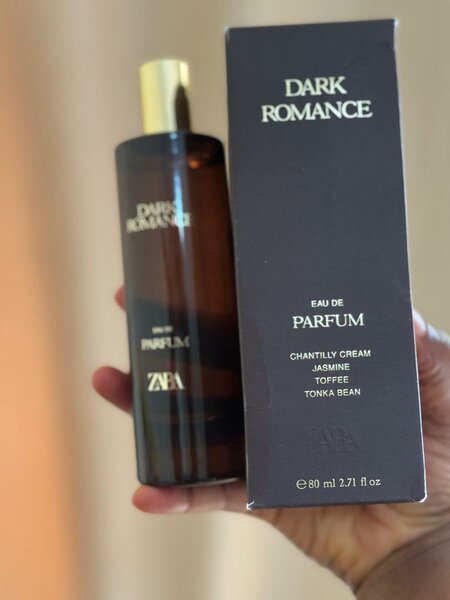 DARK
ROMANCE
EAU DE
PARFUM
ZARA
DARK
ROMANCE
EAU DE
PARFUM
CHANTILLY CREAM
JASMINE
TOFFEE
TONKA BEAN
ZARA
℮80 ml 2.71 fl oz